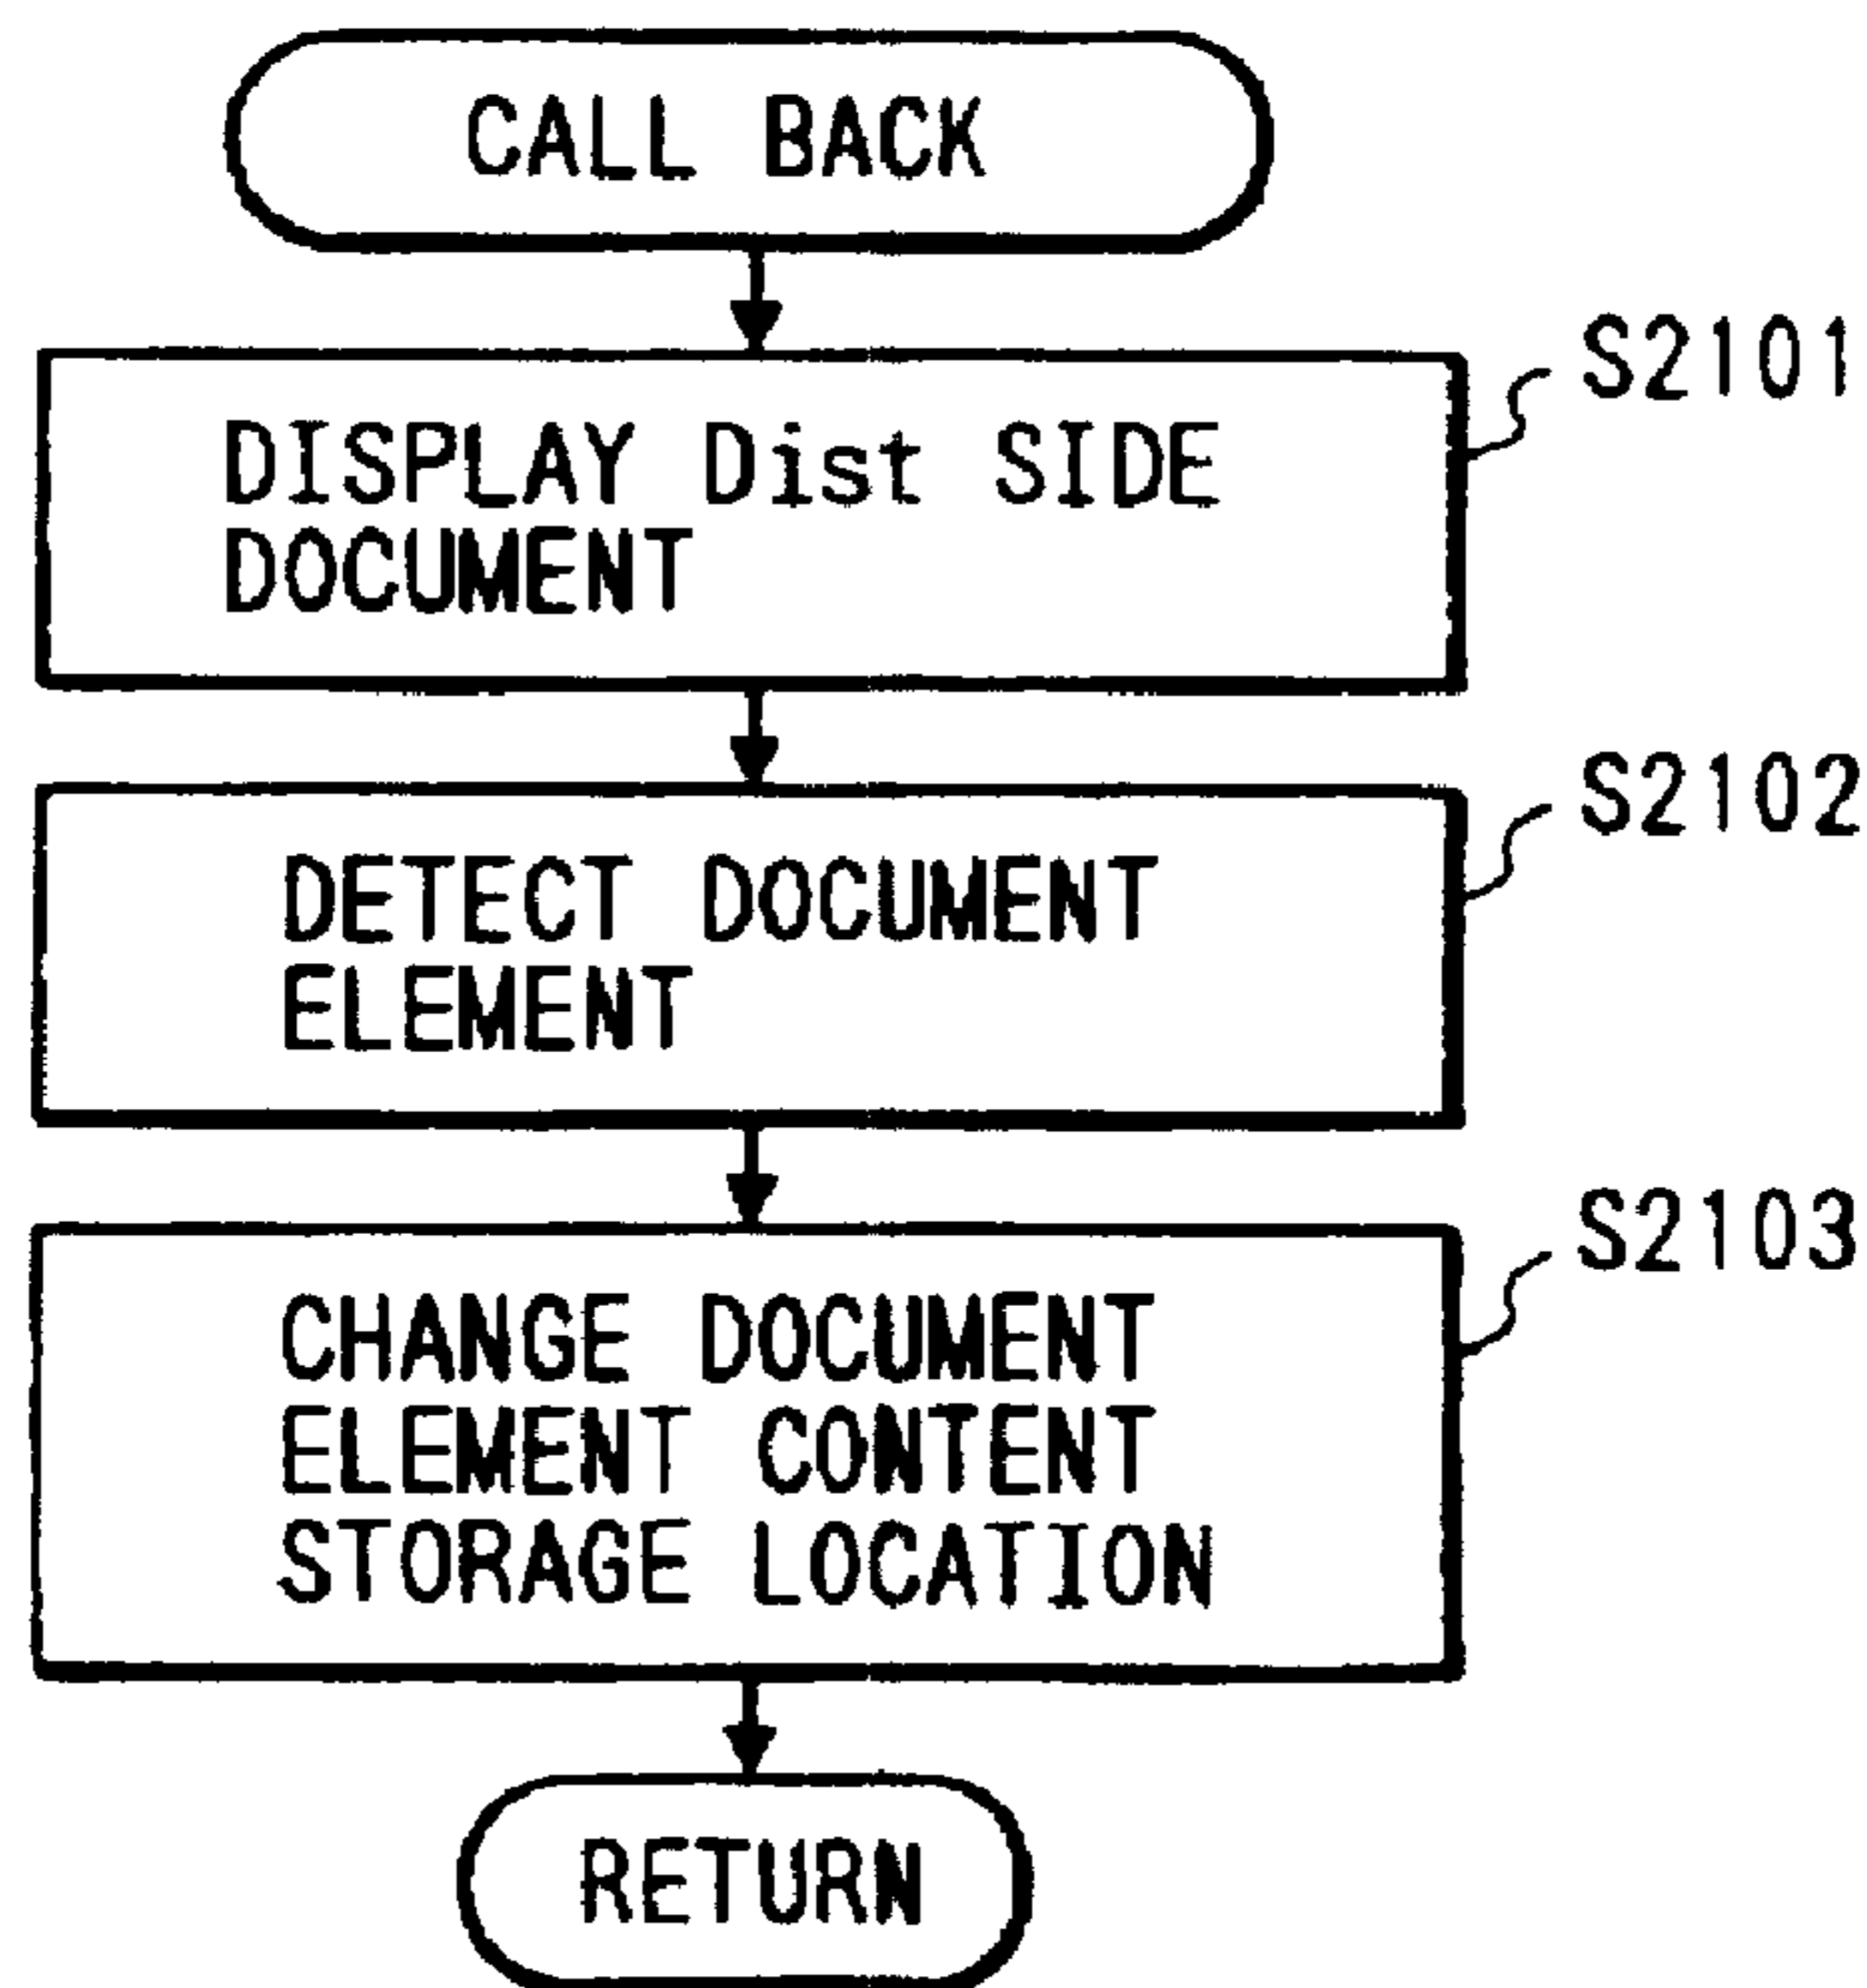 CALL BACK
S2101
DISPLAY Dist SIDE
DOCUMENT
S2102
DETECT DOCUMENT
ELEMENT
S2103
CHANGE DOCUMENT
ELEMENT CONTENT
STORAGE LOCATION
RETURN